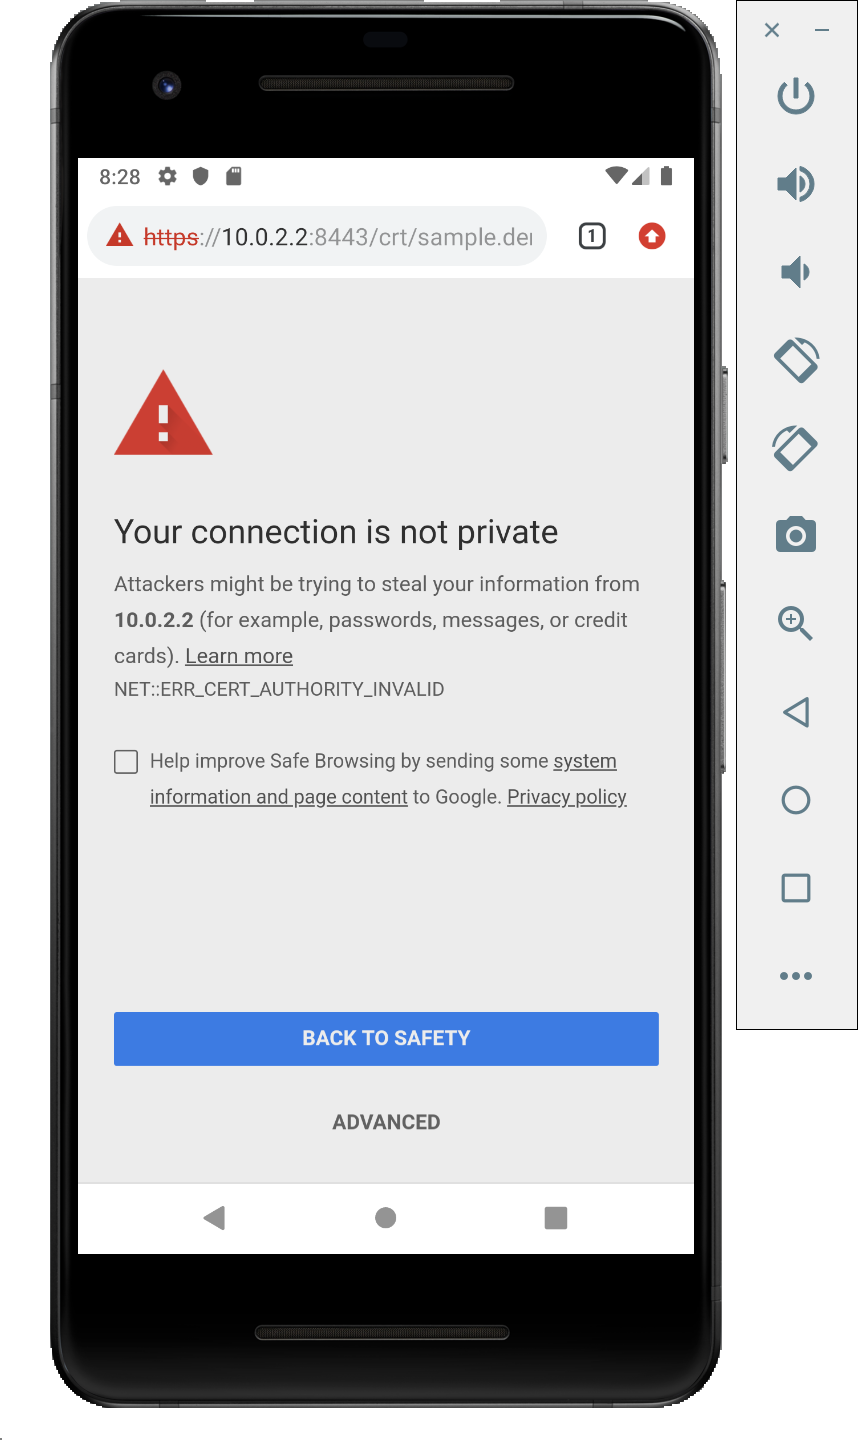 8:28
https://10.0.2.2:8443/crt/sample.der
1
Your connection is not private
Attackers might be trying to steal your information from
10.0.2.2 (for example, passwords, messages, or credit
cards). Learn more
NET::ERR_CERT_AUTHORITY_INVALID
Help improve Safe Browsing by sending some system
information and page content to Google. Privacy policy
BACK TO SAFETY
ADVANCED